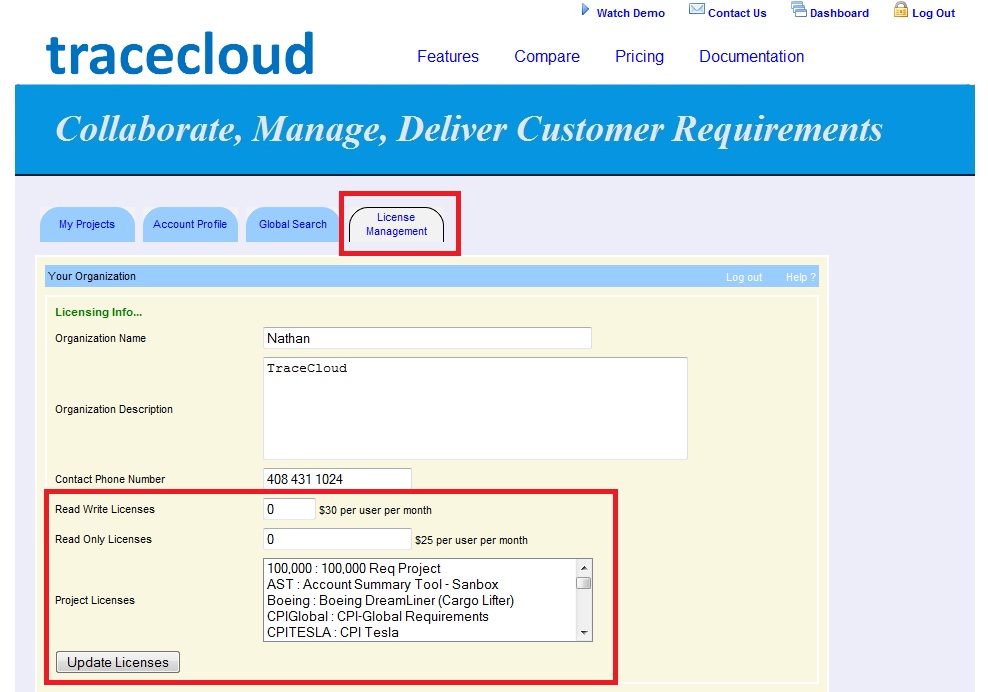 Watch Demo Contact Us Dashboard Log Out
tracecloud
Features Compare Pricing Documentation
Collaborate, Manage, Deliver Customer Requirements
My Projects Account Profile Global Search License Management
Your Organization Log out Help ?
Licensing Info...
Organization Name Nathan
TraceCloud
Organization Description
Contact Phone Number 408 431 1024
Read Write Licenses 0 $30 per user per month
Read Only Licenses 0 $25 per user per month
100,000 : 100,000 Req Project
AST : Account Summary Tool - Sanbox
Project Licenses Boeing : Boeing DreamLiner (Cargo Lifter)
CPIGlobal : CPI-Global Requirements
CPITESLA : CPI Tesla
Update Licenses